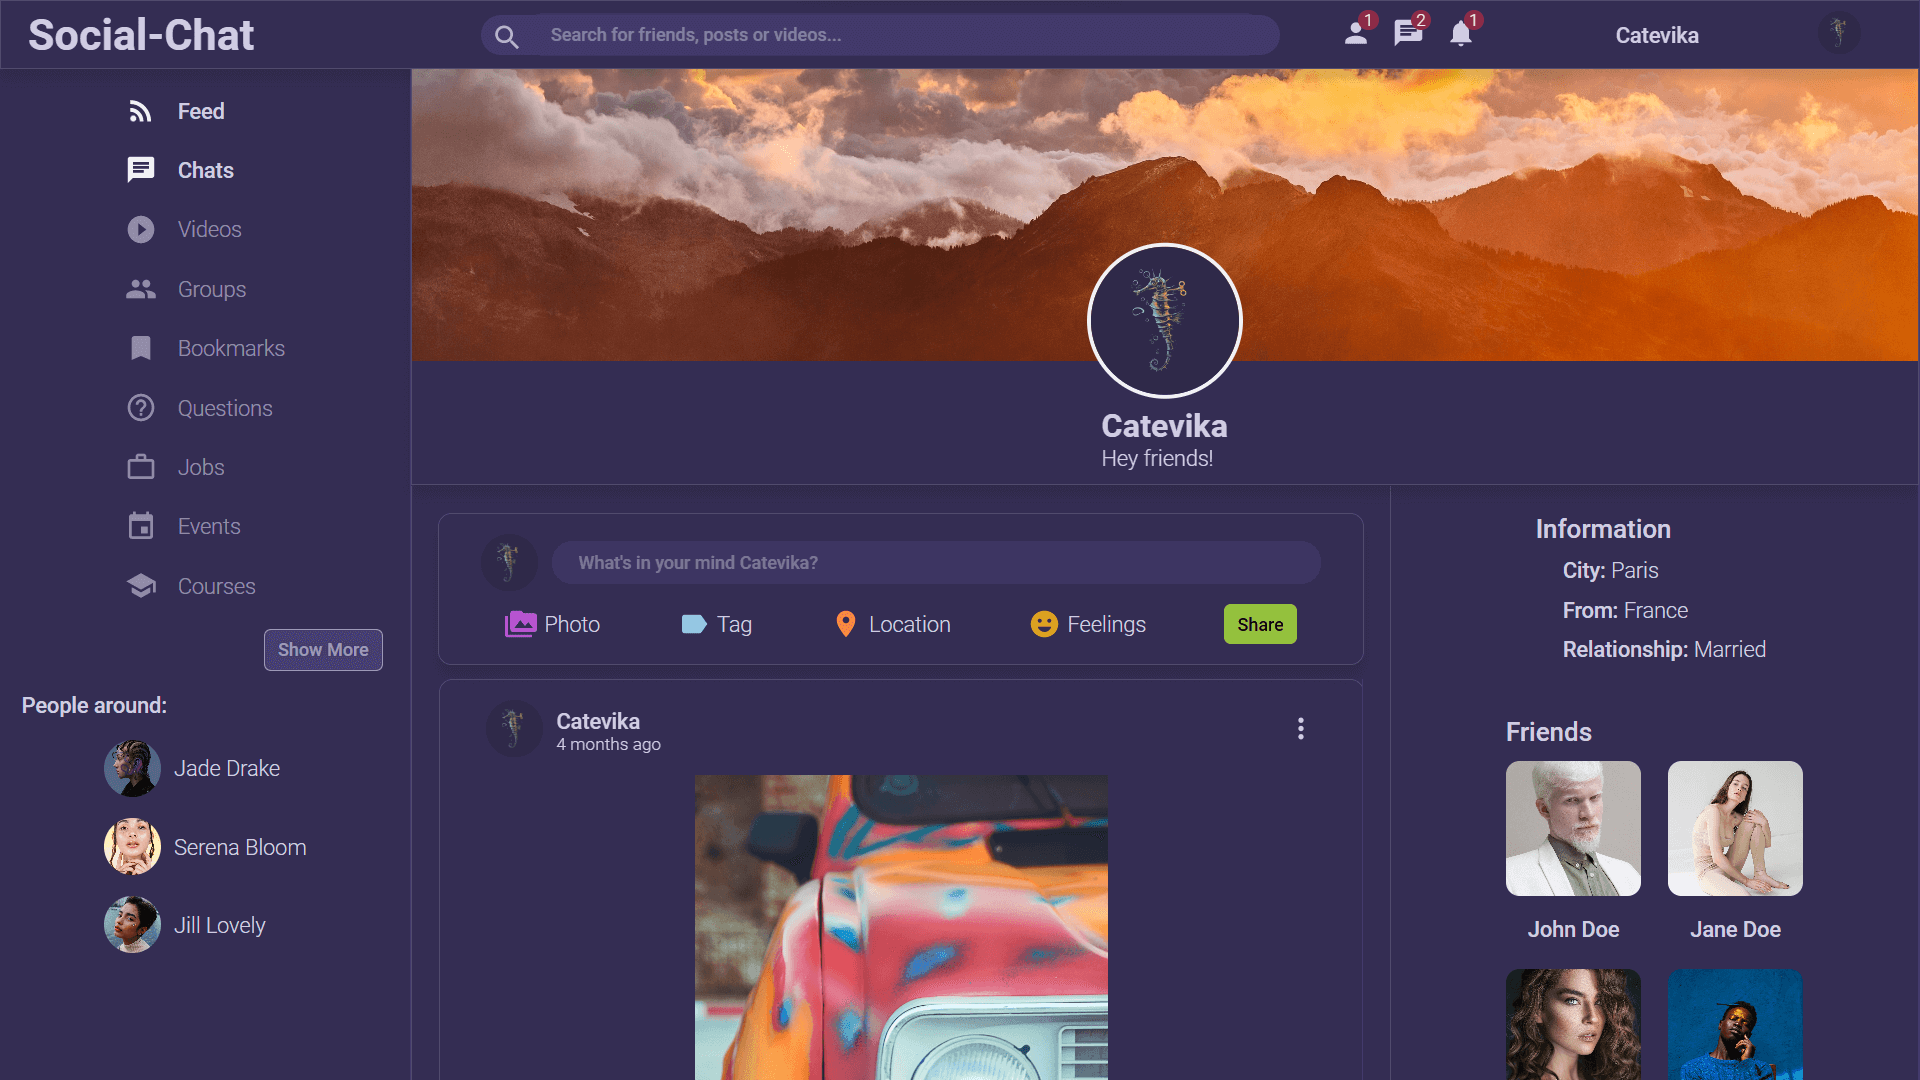 Social-Chat
Search for friends, posts or videos...
1
2
1
Catevika
Feed
Chats
Videos
Groups
Bookmarks
Questions
Jobs
Events
Courses
Show More
People around:
Jade Drake
Serena Bloom
Jill Lovely
Catevika
Hey friends!
What's in your mind Catevika?
Photo
Tag
Location
Feelings
Share
Catevika
4 months ago
Information
City: Paris
From: France
Relationship: Married
Friends
John Doe
Jane Doe